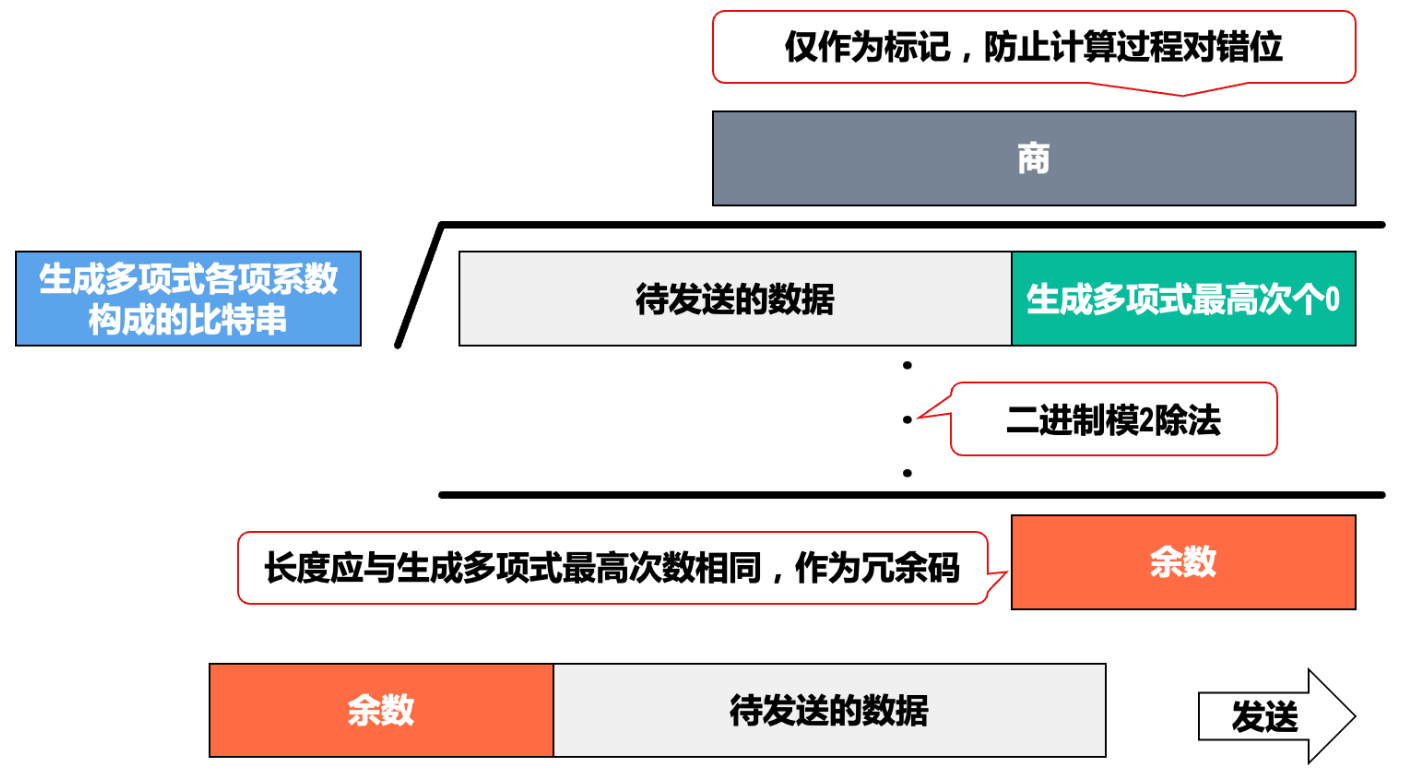 仅作为标记，防止计算过程对错位
商
生成多项式各项系数
构成的比特串
待发送的数据
生成多项式最高次个0
二进制模2除法
长度应与生成多项式最高次数相同，作为冗余码
余数
余数
待发送的数据
发送